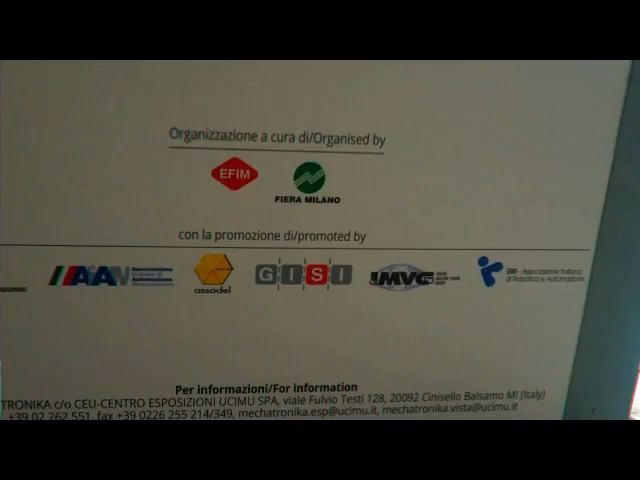 Organizzazione a cura di/Organised by
EFIM
FIERA MILANO
con la promozione di/promoted by
assodel
GISI
IMVG
SIRI - Associazione Italiana
di Robotica e Automazione
Per informazioni/For information
TRONIKA c/o CEU-CENTRO ESPOSIZIONI UCIMU SPA, viale Fulvio Testi 128, 20092 Cinisello Balsamo MI (Italy)
+39 02 262 551, fax +39 0226 255 214/349, mechatronika.esp@ucimu.it, mechatronika.vista@ucimu.it